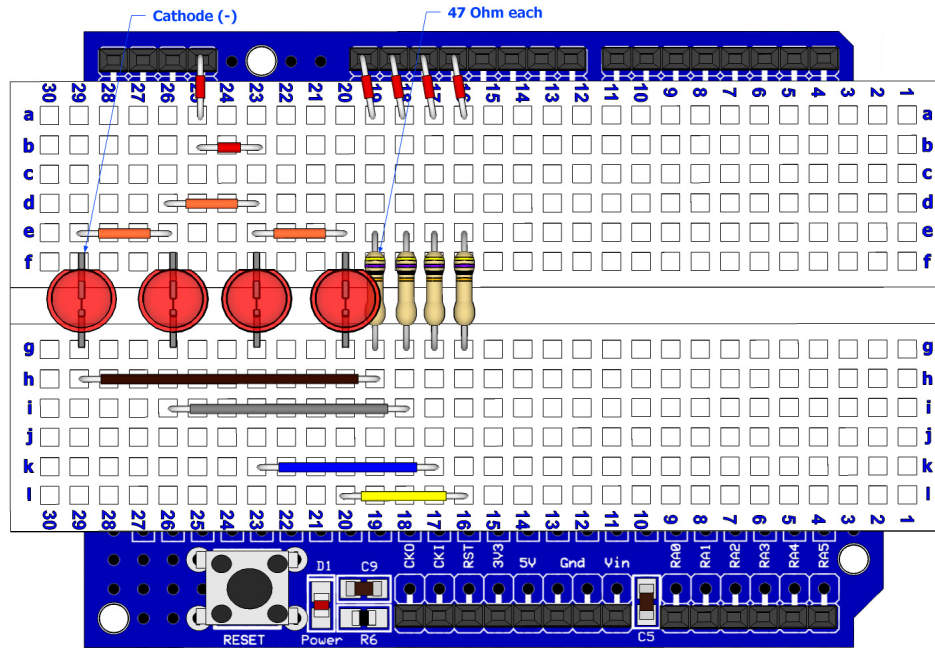 Cathode (-)
47 Ohm each
30 29 28 27 26 25 24 23 22 21 20 19 18 17 16 15 14 13 12 11 10 9 8 7 6 5 4 3 2 1
a a
b b
c c
d d
e e
f f
g g
h h
i i
j j
k k
l l
30 29 28 27 26 25 24 23 22 21 20 19 18 17 16 15 14 13 12 11 10 9 8 7 6 5 4 3 2 1
CKO CKI RST 3V3 5V Gnd Vin RA0 RA1 RA2 RA3 RA4 RA5
D1 C9
RESET Power R6 C5